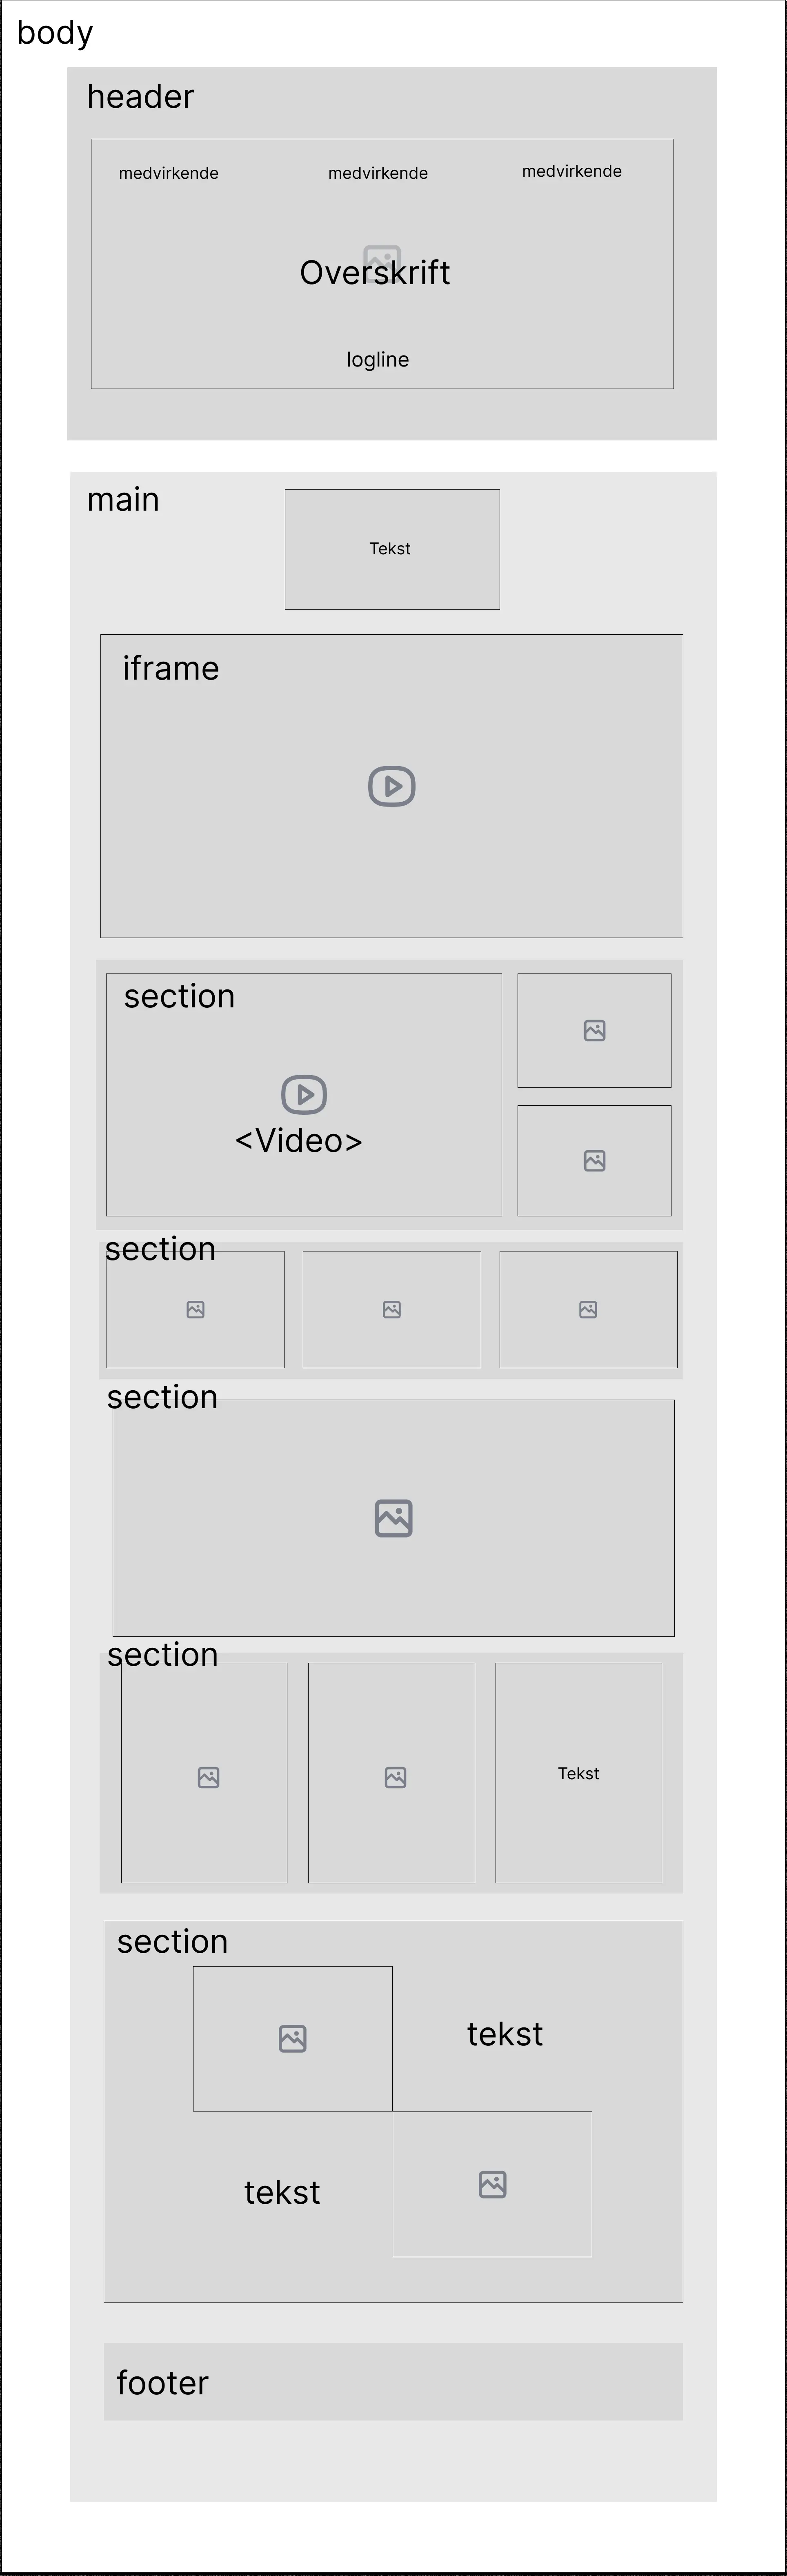 body
header
medvirkende medvirkende medvirkende
Overskrift
logline
main
Tekst
iframe
section
<Video>
section
section
section
Tekst
section
tekst
tekst
footer